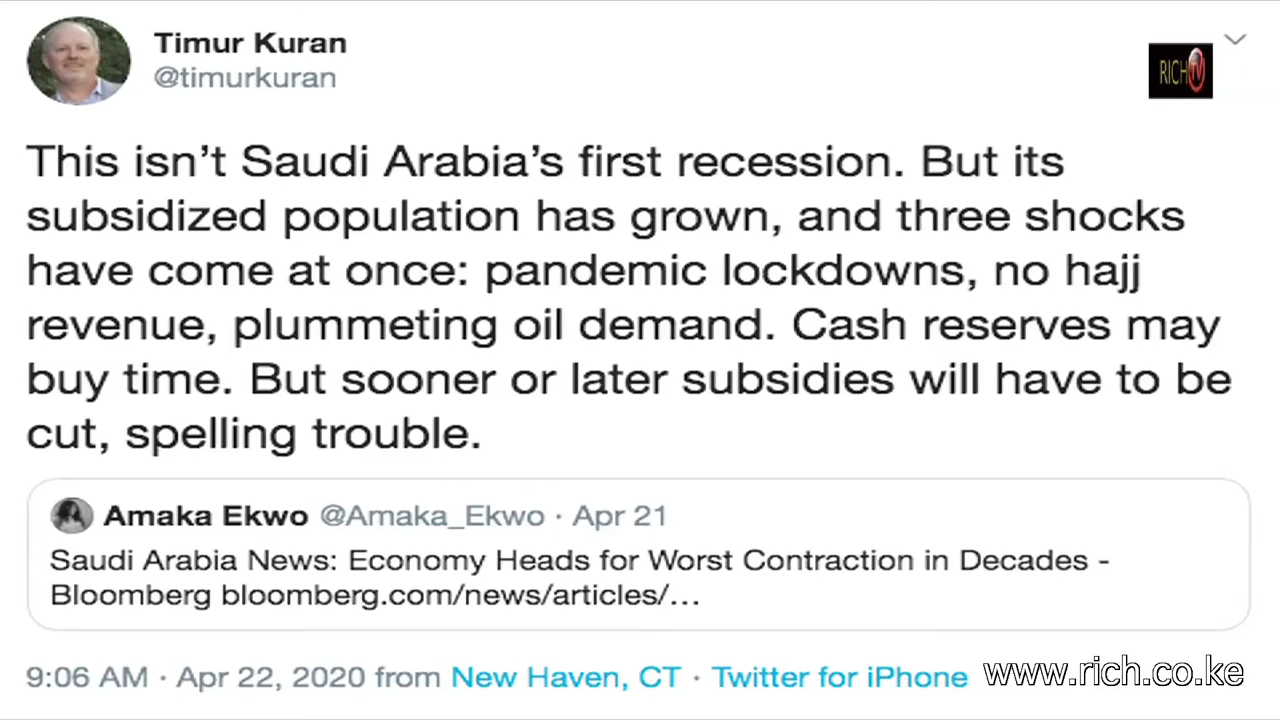 Timur Kuran
@timurkuran
RICHTV
This isn’t Saudi Arabia’s first recession. But its
subsidized population has grown, and three shocks
have come at once: pandemic lockdowns, no hajj
revenue, plummeting oil demand. Cash reserves may
buy time. But sooner or later subsidies will have to be
cut, spelling trouble.
Amaka Ekwo @Amaka_Ekwo · Apr 21
Saudi Arabia News: Economy Heads for Worst Contraction in Decades -
Bloomberg bloomberg.com/news/articles/…
9:06 AM · Apr 22, 2020 from New Haven, CT · Twitter for iPhone
www.rich.co.ke